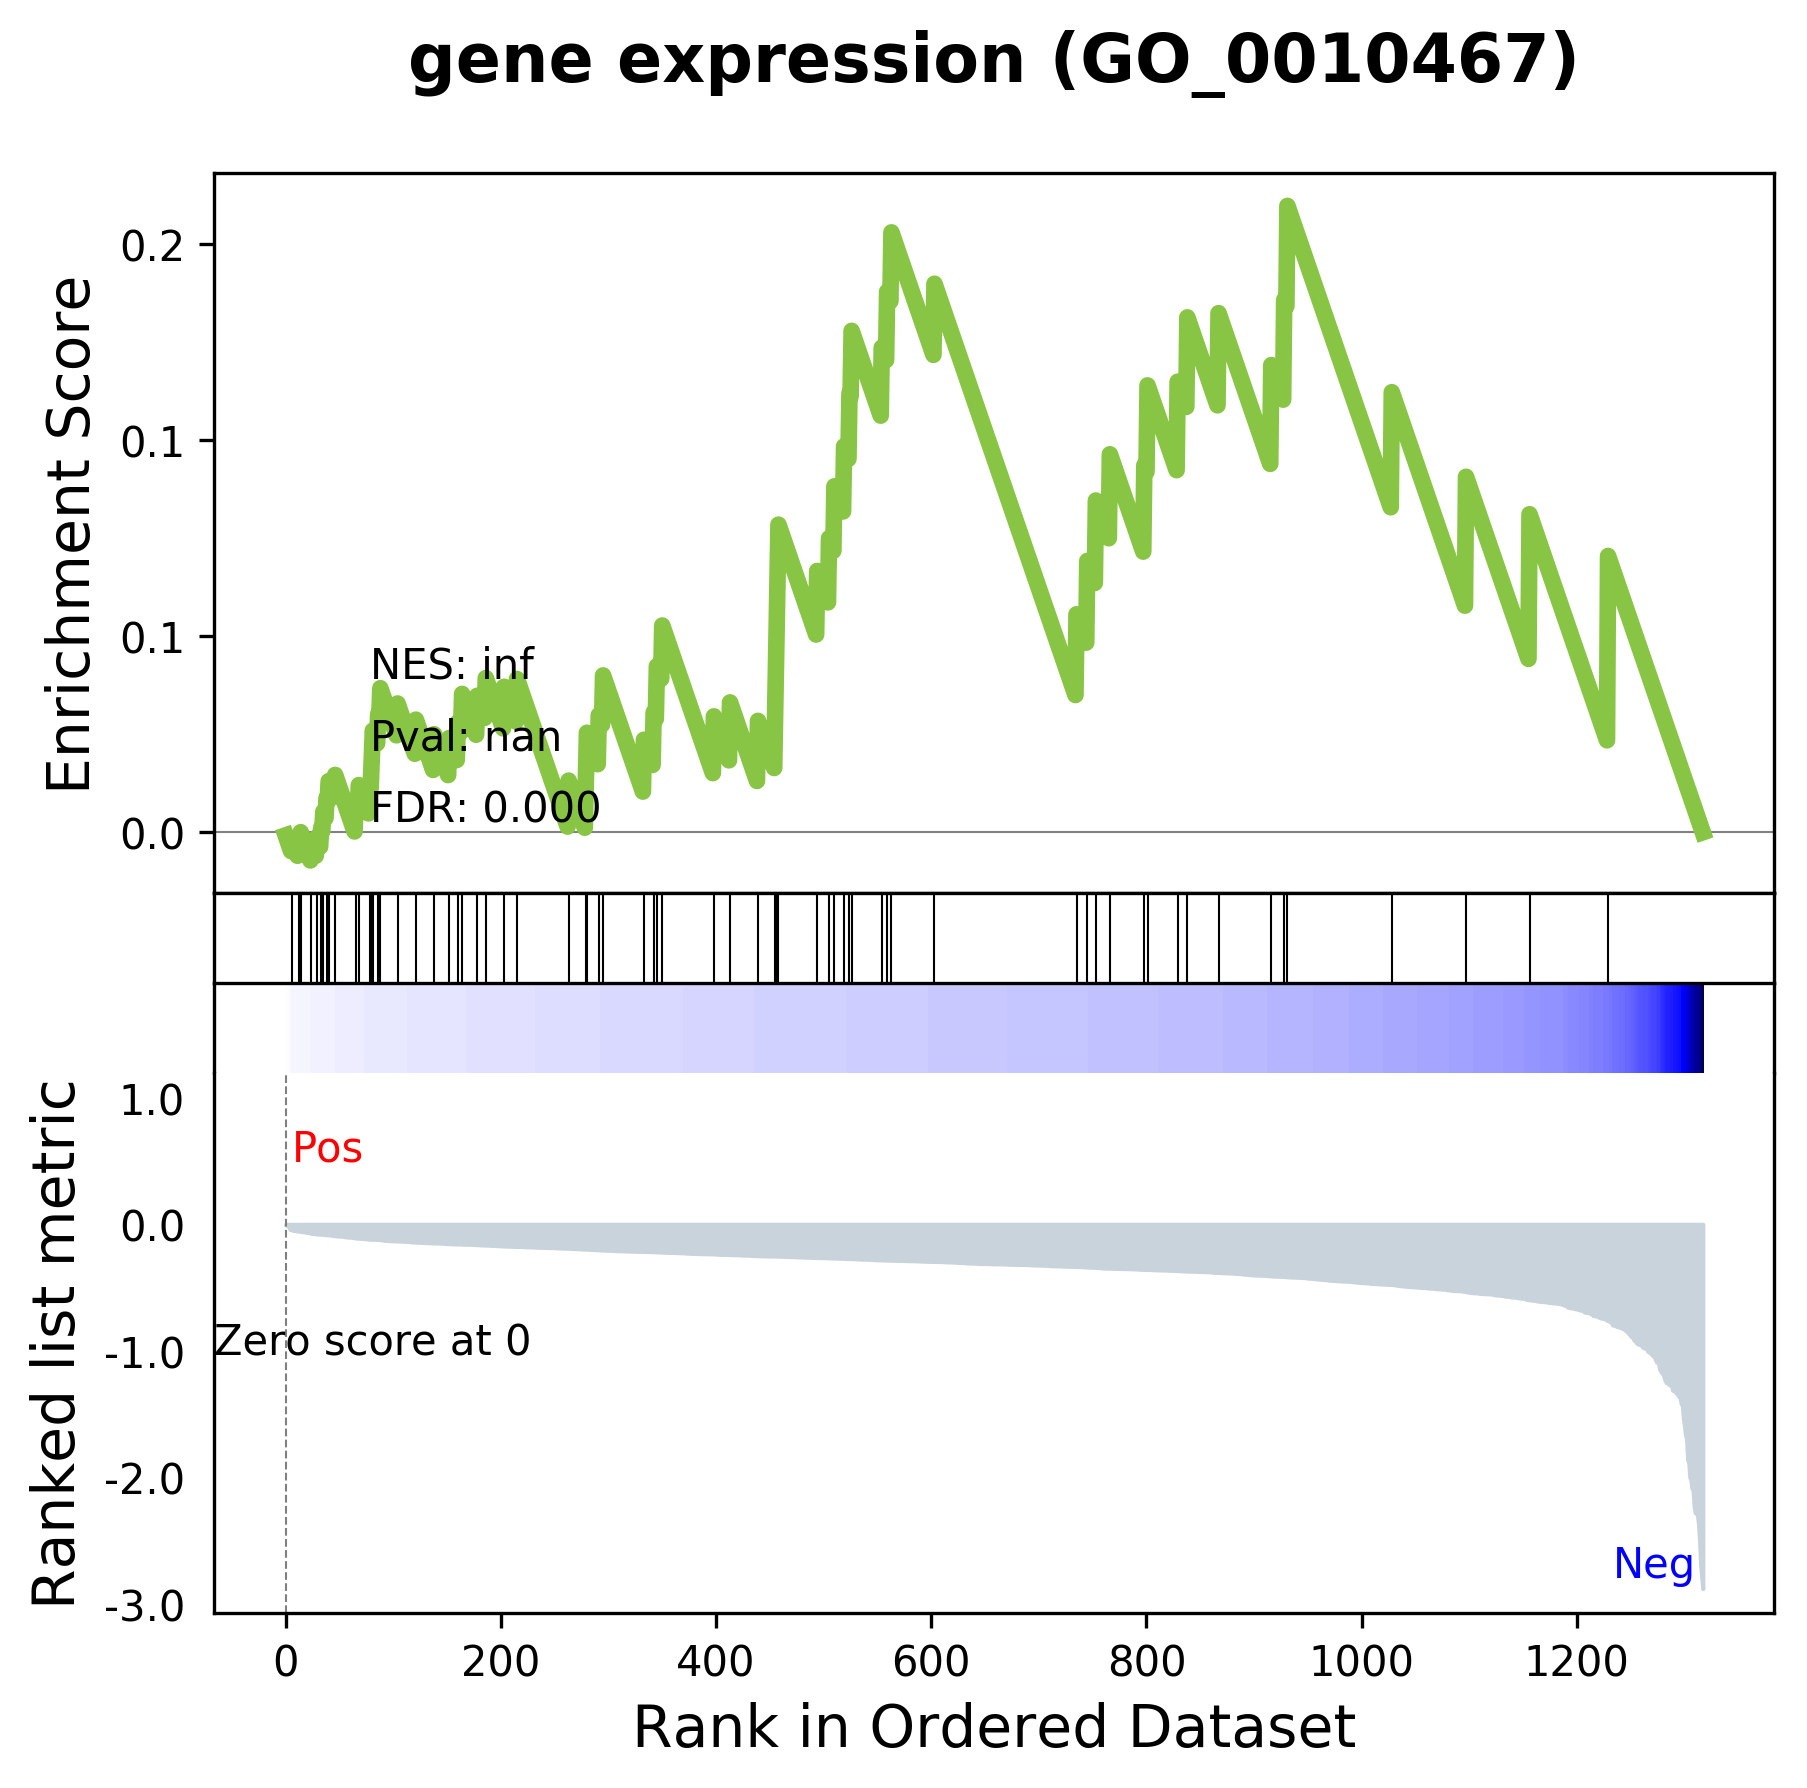 gene expression (GO_0010467)
Enrichment Score
0.2
0.1
0.1
0.0
NES: inf
Pval: nan
FDR: 0.000
Ranked list metric
1.0
0.0
-1.0
-2.0
-3.0
Pos
Zero score at 0
Neg
0 200 400 600 800 1000 1200
Rank in Ordered Dataset